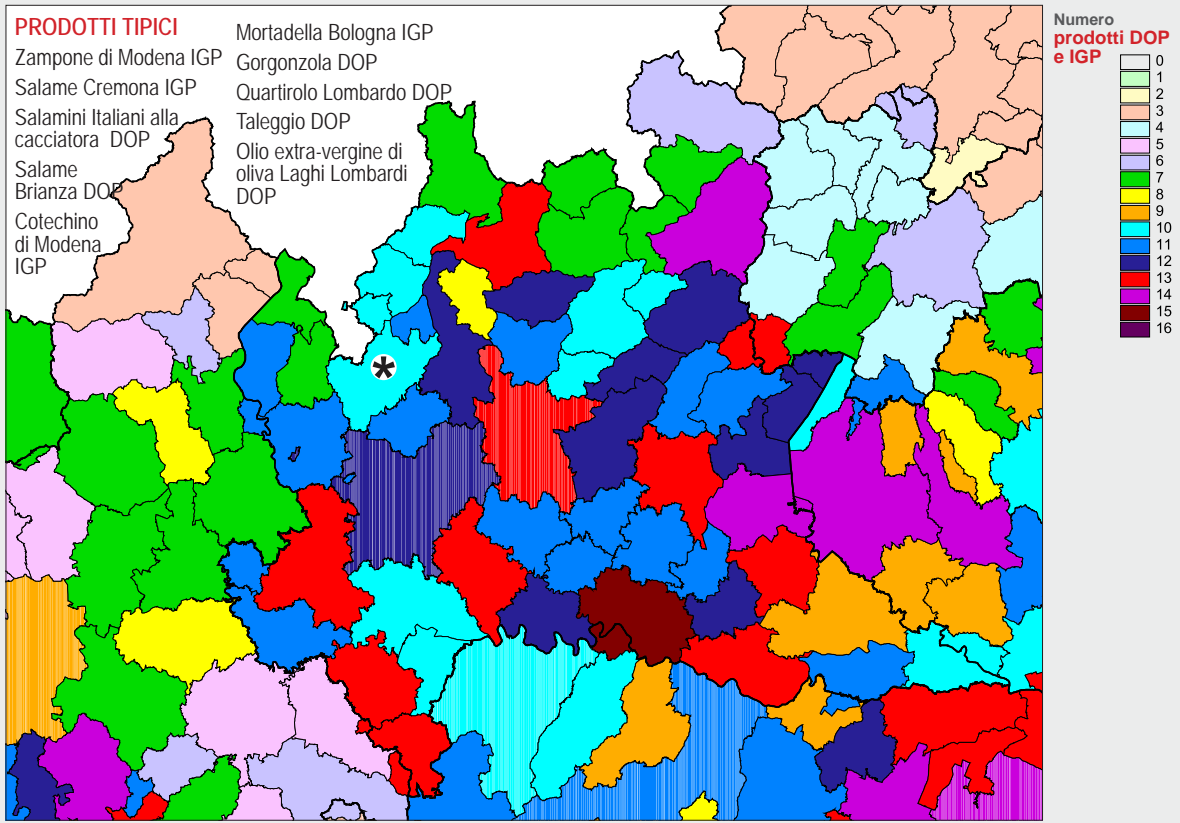 PRODOTTI TIPICI
Zampone di Modena IGP
Salame Cremona IGP
Salamini Italiani alla
cacciatora DOP
Salame
Brianza DOP
Cotechino
di Modena
IGP
Mortadella Bologna IGP
Gorgonzola DOP
Quartirolo Lombardo DOP
Taleggio DOP
Olio extra-vergine di
oliva Laghi Lombardi
DOP
*
Numero
prodotti DOP
e IGP
0
1
2
3
4
5
6
7
8
9
10
11
12
13
14
15
16